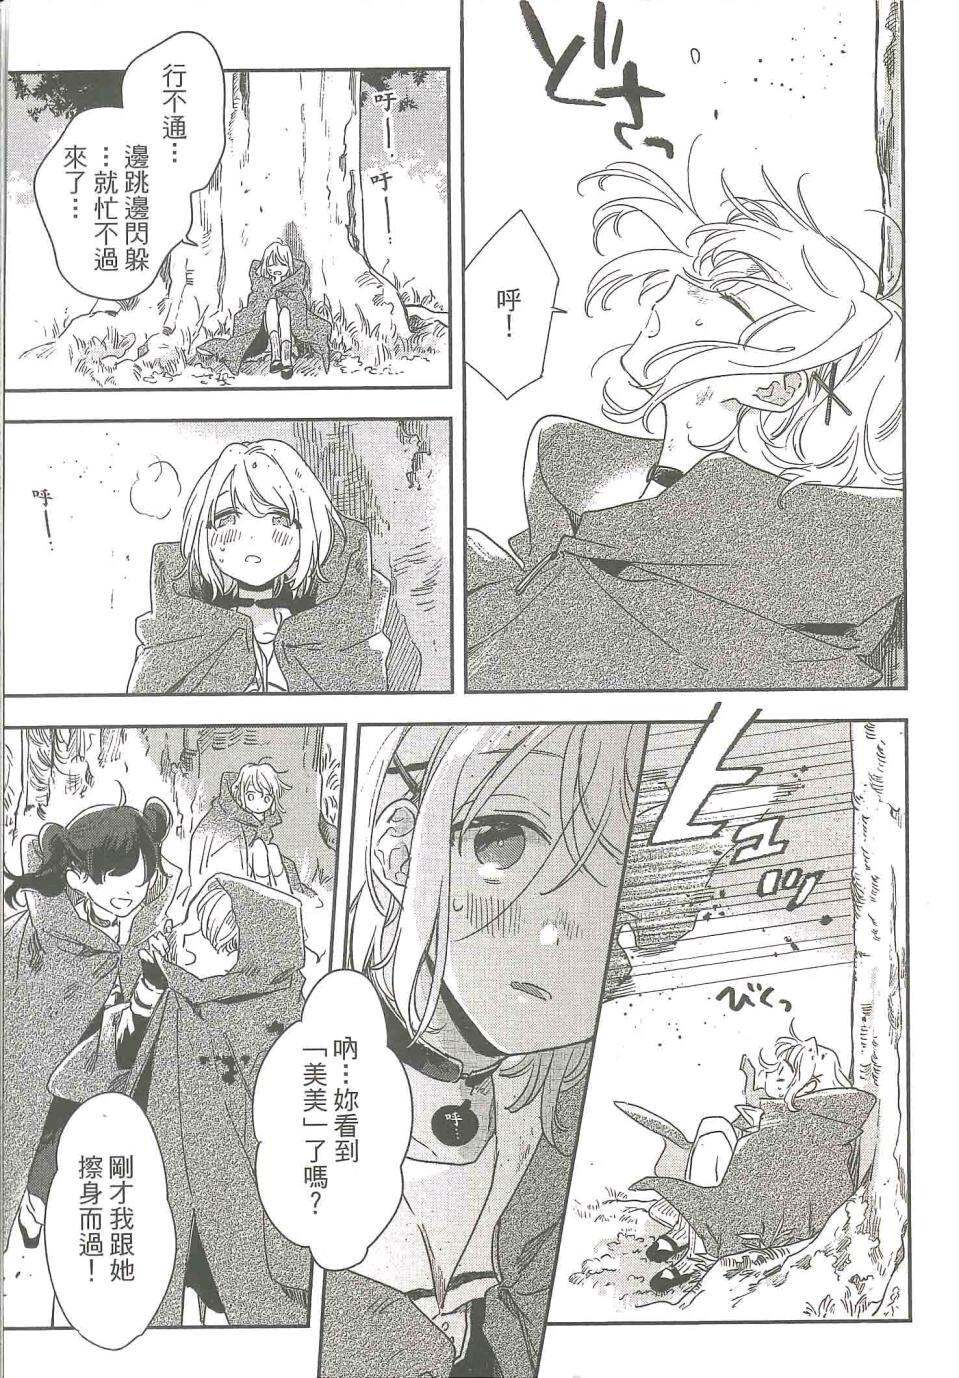 どさっ
呼！
呼——…
呼——…
行不通…
邊跳邊閃躲
…就忙不過
來了…
呼——…
ビュ
びくっ
呼…
吶…妳看到
「美美」了嗎？
剛才我跟她
擦身而過！